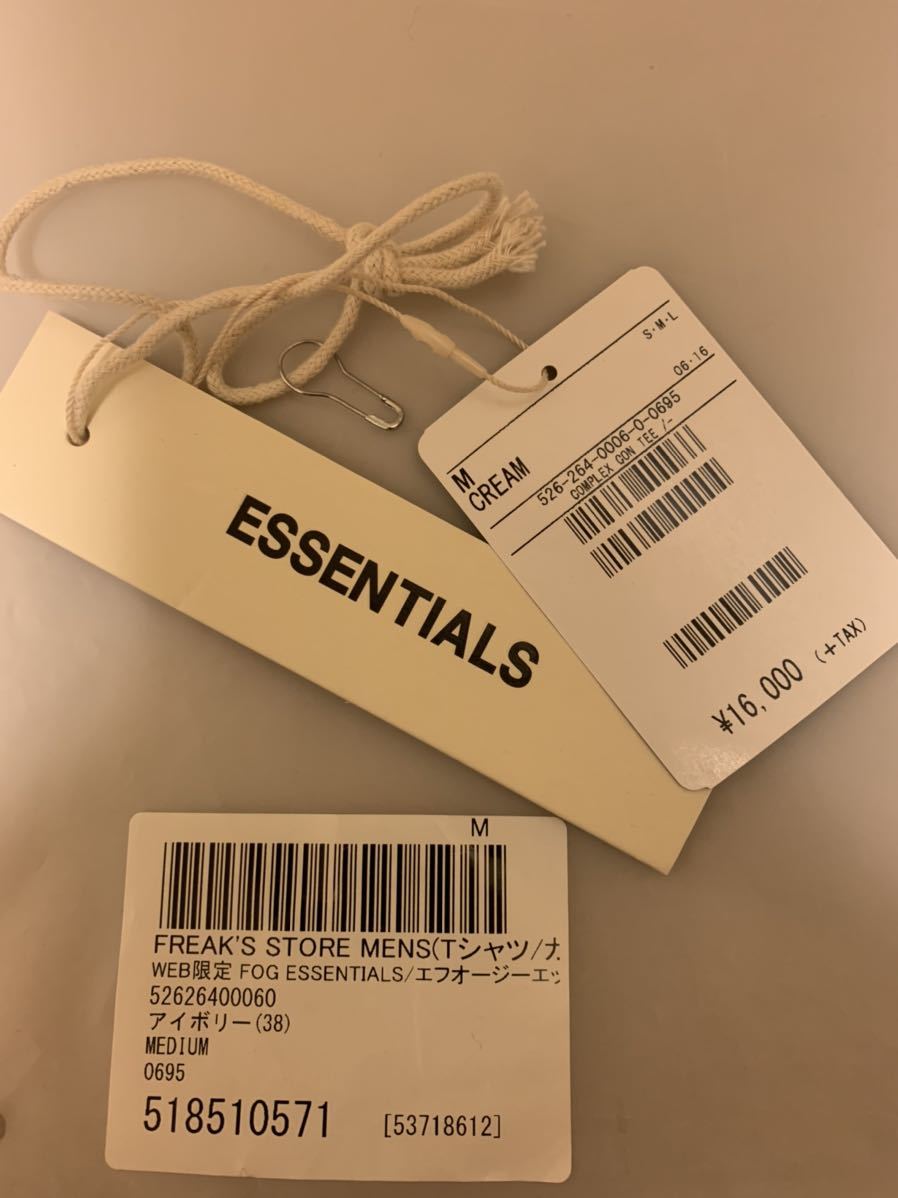 S・M・L
06・16
M
CREAM
526-264-0006-0-0695
COMPLEX CON TEE /-
¥16,000 (+TAX)
ESSENTIALS
M
FREAK'S STORE MENS(Tシャツ/カ
WEB限定 FOG ESSENTIALS/エフオージーエッ
52626400060
アイボリー(38)
MEDIUM
0695
518510571 [53718612]